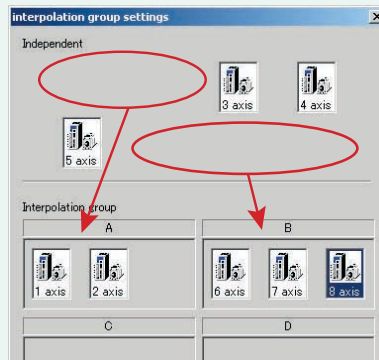 interpolation group settings
Independent
3 axis 4 axis
5 axis
Interpolation group
A B
1 axis 2 axis 6 axis 7 axis 8 axis
C D